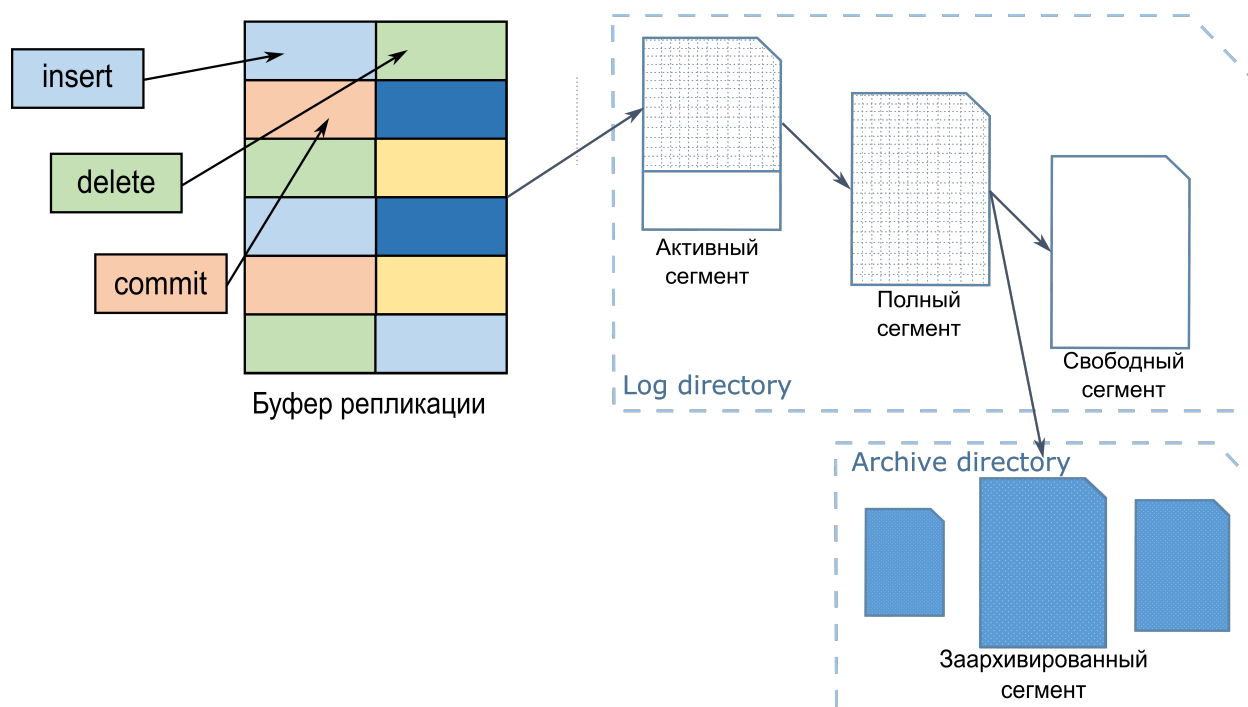 insert
delete
commit
Буфер репликации
Активный
сегмент
Полный
сегмент
Свободный
сегмент
Log directory
Archive directory
Заархивированный
сегмент